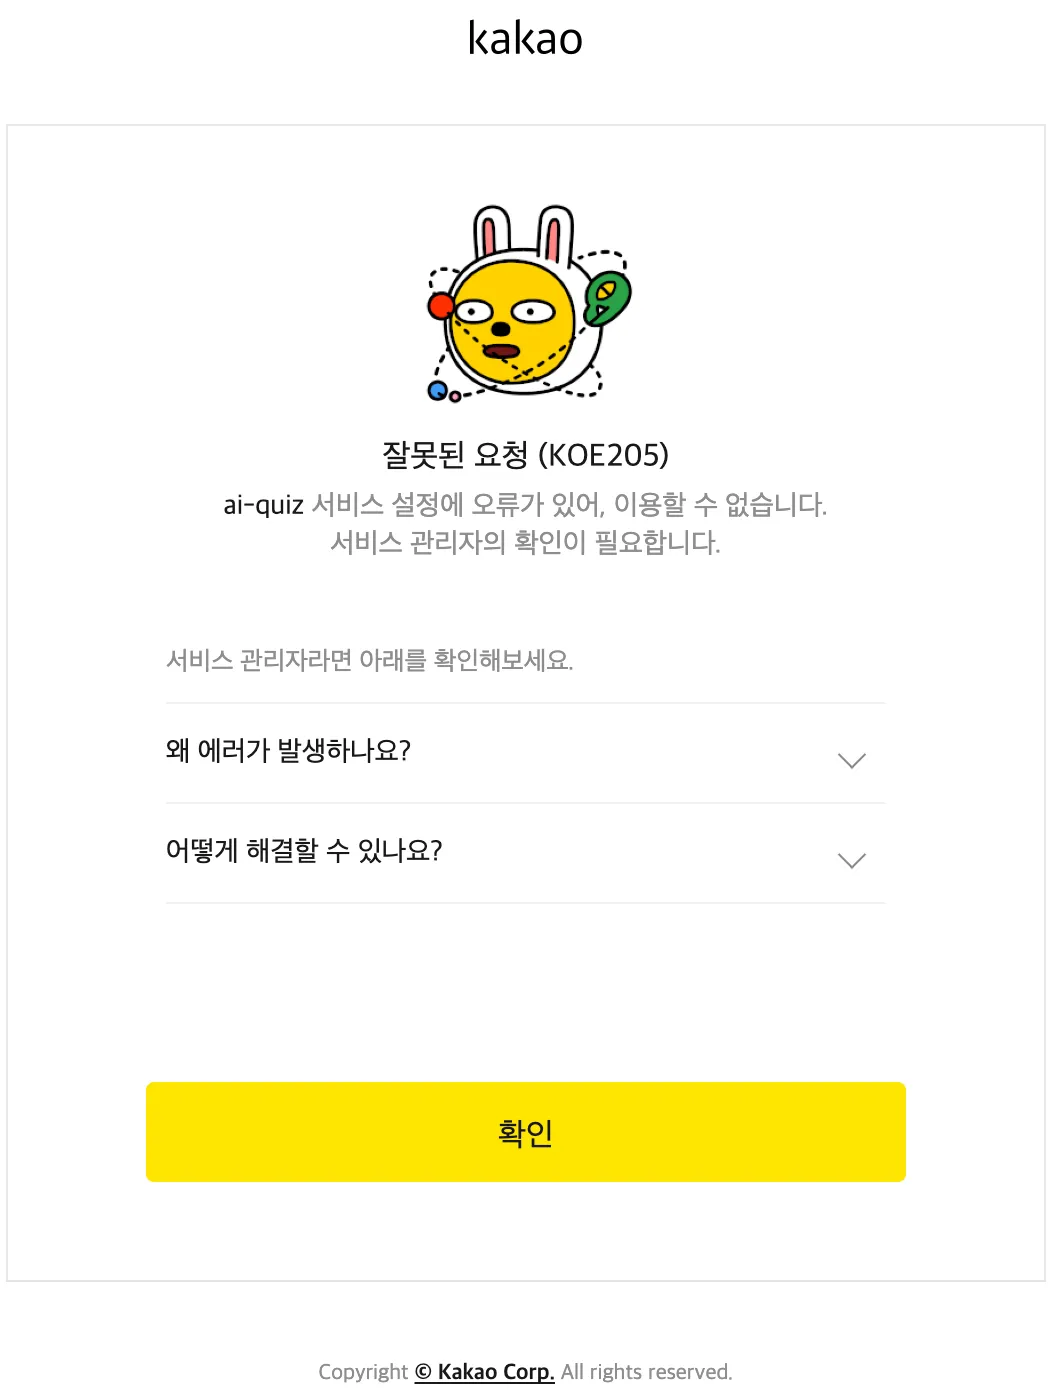 kakao
잘못된 요청 (KOE205)
ai-quiz 서비스 설정에 오류가 있어, 이용할 수 없습니다.
서비스 관리자의 확인이 필요합니다.
서비스 관리자라면 아래를 확인해보세요.
왜 에러가 발생하나요?
어떻게 해결할 수 있나요?
확인
Copyright © Kakao Corp. All rights reserved.